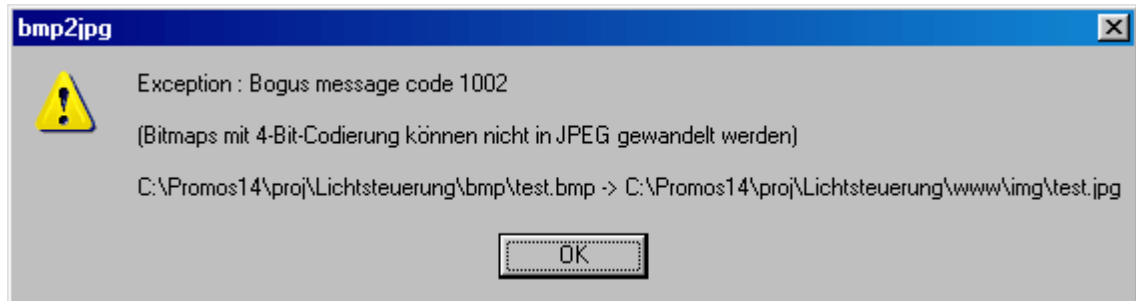 bmp2jpg
Exception : Bogus message code 1002
(Bitmaps mit 4-Bit-Codierung können nicht in JPEG gewandelt werden)
C:\Promos14\proj\Lichtsteuerung\bmp\test.bmp -> C:\Promos14\proj\Lichtsteuerung\www\img\test.jpg
OK